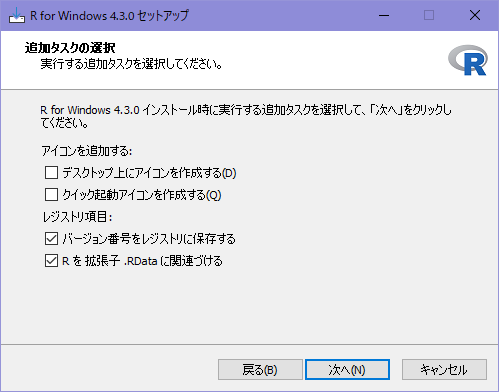 R for Windows 4.3.0 セットアップ
追加タスクの選択
実行する追加タスクを選択してください。
R
R for Windows 4.3.0 インストール時に実行する追加タスクを選択して、「次へ」をクリックし
てください。
アイコンを追加する:
デスクトップ上にアイコンを作成する(D)
クイック起動アイコンを作成する(Q)
レジストリ項目:
バージョン番号をレジストリに保存する
R を拡張子 .RData に関連づける
戻る(B)
次へ(N)
キャンセル